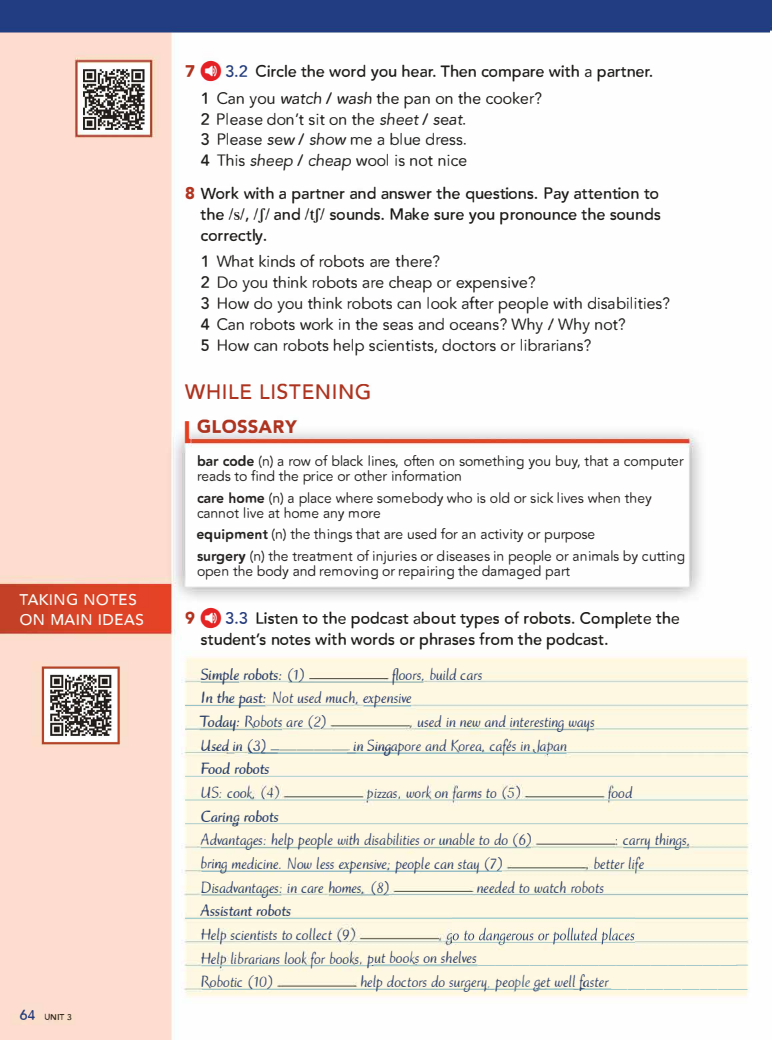 7 3.2 Circle the word you hear. Then compare with a partner.
1 Can you watch / wash the pan on the cooker?
2 Please don't sit on the sheet / seat.
3 Please sew / show me a blue dress.
4 This sheep / cheap wool is not nice
8 Work with a partner and answer the questions. Pay attention to
the /s/, /ʃ/ and /tʃ/ sounds. Make sure you pronounce the sounds
correctly.
1 What kinds of robots are there?
2 Do you think robots are cheap or expensive?
3 How do you think robots can look after people with disabilities?
4 Can robots work in the seas and oceans? Why / Why not?
5 How can robots help scientists, doctors or librarians?
WHILE LISTENING
GLOSSARY
bar code (n) a row of black lines, often on something you buy, that a computer
reads to find the price or other information
care home (n) a place where somebody who is old or sick lives when they
cannot live at home any more
equipment (n) the things that are used for an activity or purpose
surgery (n) the treatment of injuries or diseases in people or animals by cutting
open the body and removing or repairing the damaged part
TAKING NOTES
ON MAIN IDEAS
9 3.3 Listen to the podcast about types of robots. Complete the
student's notes with words or phrases from the podcast.
Simple robots: (1) ____________ floors, build cars
In the past: Not used much, expensive
Today: Robots are (2) ____________, used in new and interesting ways
Used in (3) ____________ in Singapore and Korea, cafés in Japan
Food robots
US: cook, (4) ____________ pizzas, work on farms to (5) ____________ food
Caring robots
Advantages: help people with disabilities or unable to do (6) ____________: carry things,
bring medicine. Now less expensive; people can stay (7) ____________, better life
Disadvantages: in care homes, (8) ____________ needed to watch robots
Assistant robots
Help scientists to collect (9) ____________, go to dangerous or polluted places
Help librarians look for books, put books on shelves
Robotic (10) ____________ help doctors do surgery, people get well faster
64 UNIT 3